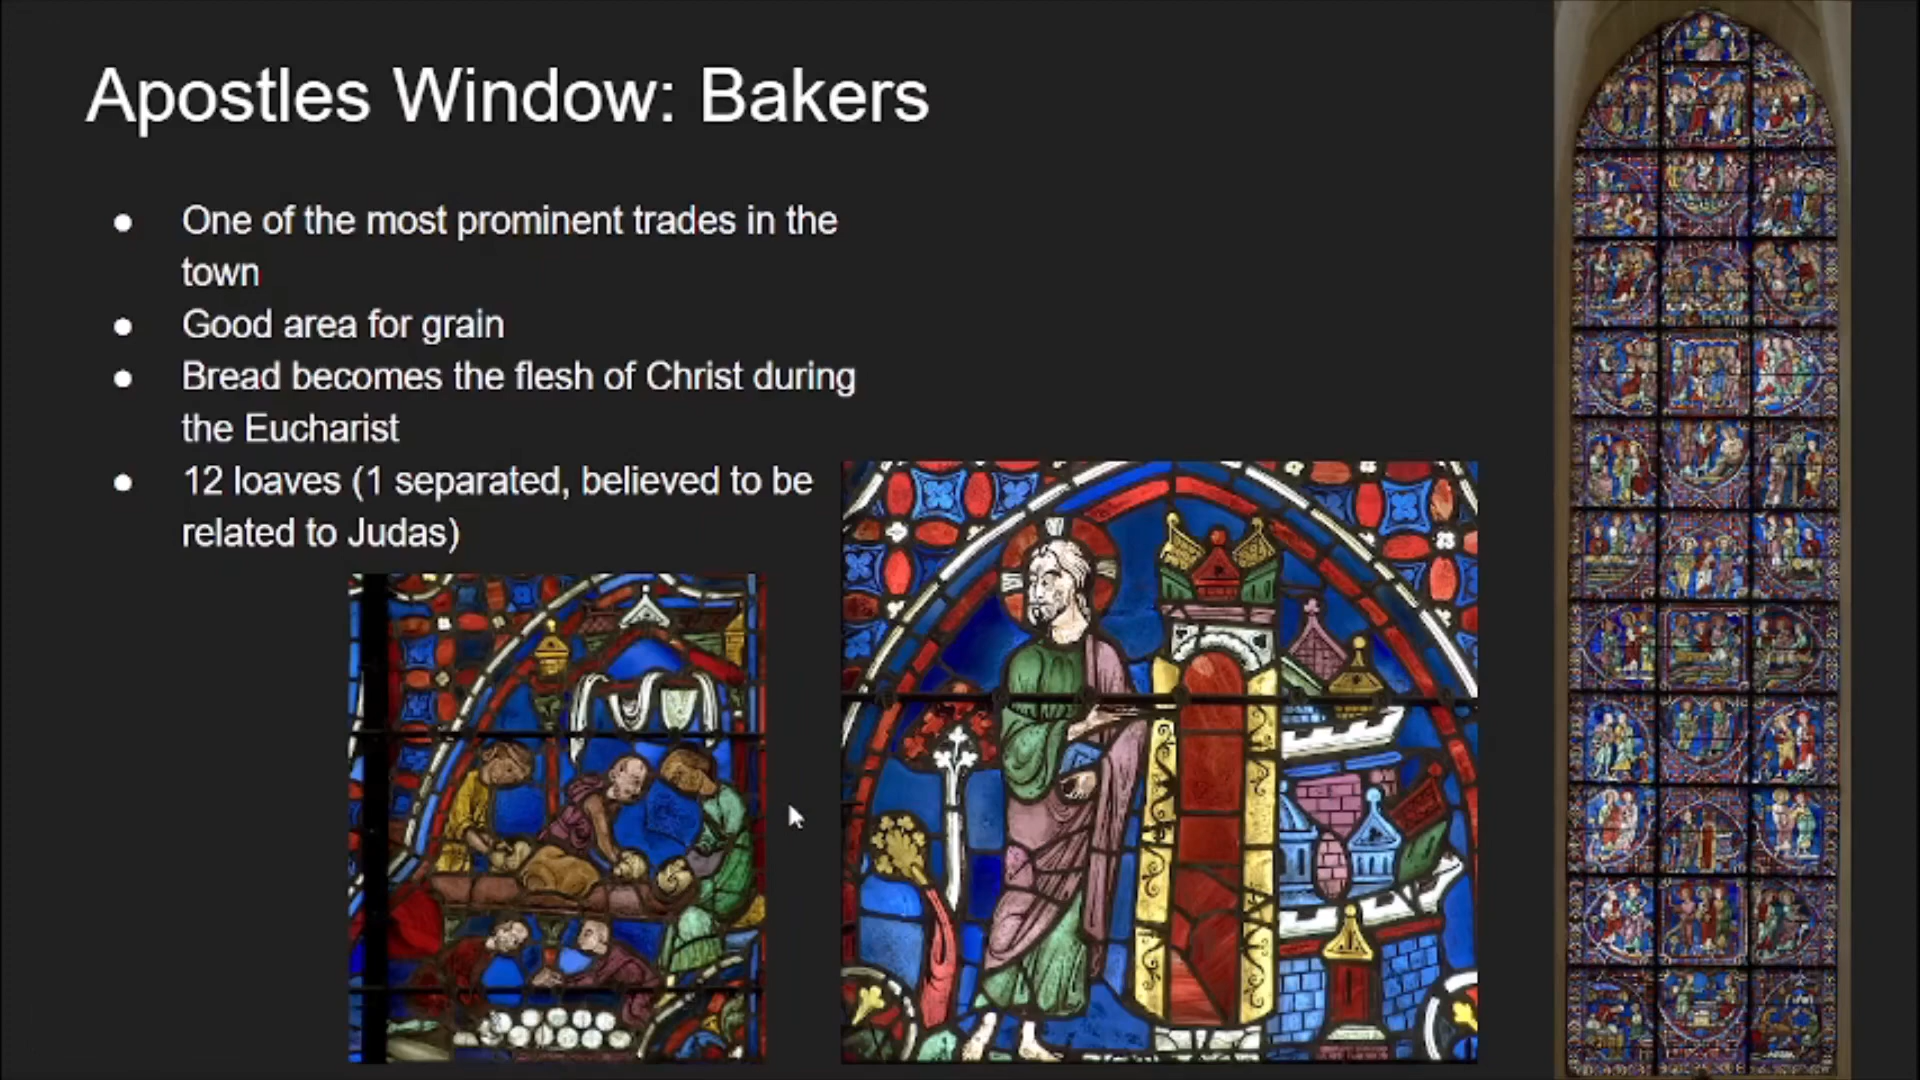 Apostles Window: Bakers
● One of the most prominent trades in the
town
● Good area for grain
● Bread becomes the flesh of Christ during
the Eucharist
● 12 loaves (1 separated, believed to be
related to Judas)